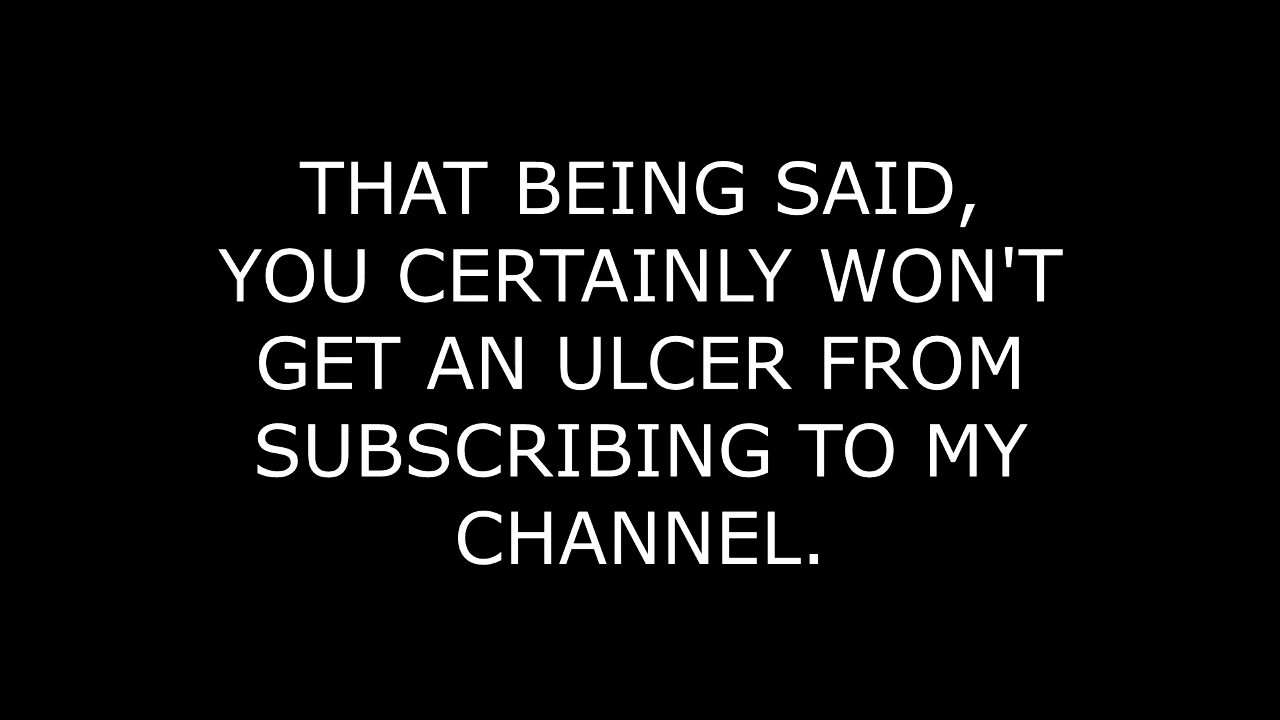 THAT BEING SAID,
YOU CERTAINLY WON'T
GET AN ULCER FROM
SUBSCRIBING TO MY
CHANNEL.